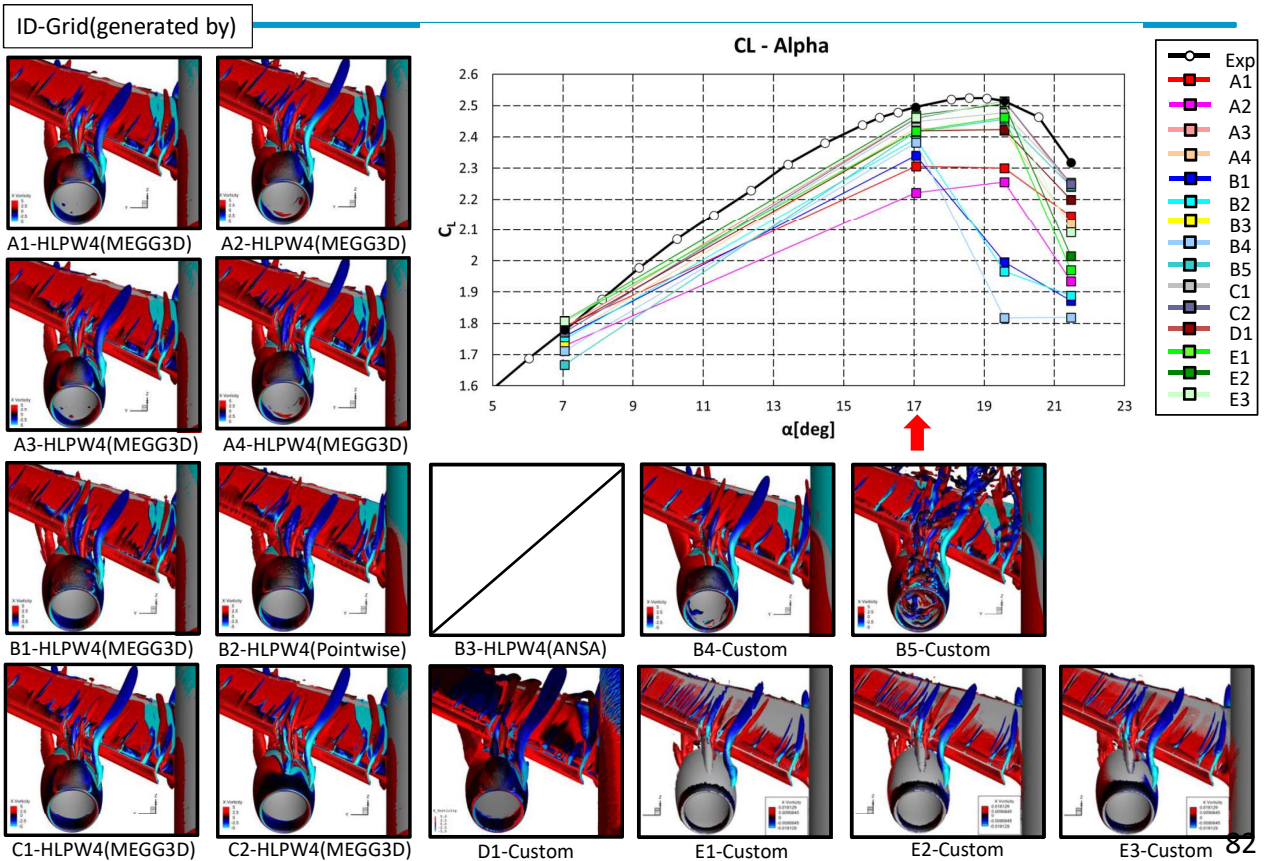 ID-Grid(generated by)
CL - Alpha
2.6
2.5
2.4
2.3
2.2
2.1
2
1.9
1.8
1.7
1.6
CL
5 7 9 11 13 15 17 19 21 23
α[deg]
Exp
A1
A2
A3
A4
B1
B2
B3
B4
B5
C1
C2
D1
E1
E2
E3
A1-HLPW4(MEGG3D)
A2-HLPW4(MEGG3D)
A3-HLPW4(MEGG3D)
A4-HLPW4(MEGG3D)
B1-HLPW4(MEGG3D)
B2-HLPW4(Pointwise)
B3-HLPW4(ANSA)
B4-Custom
B5-Custom
C1-HLPW4(MEGG3D)
C2-HLPW4(MEGG3D)
D1-Custom
E1-Custom
E2-Custom
E3-Custom
82